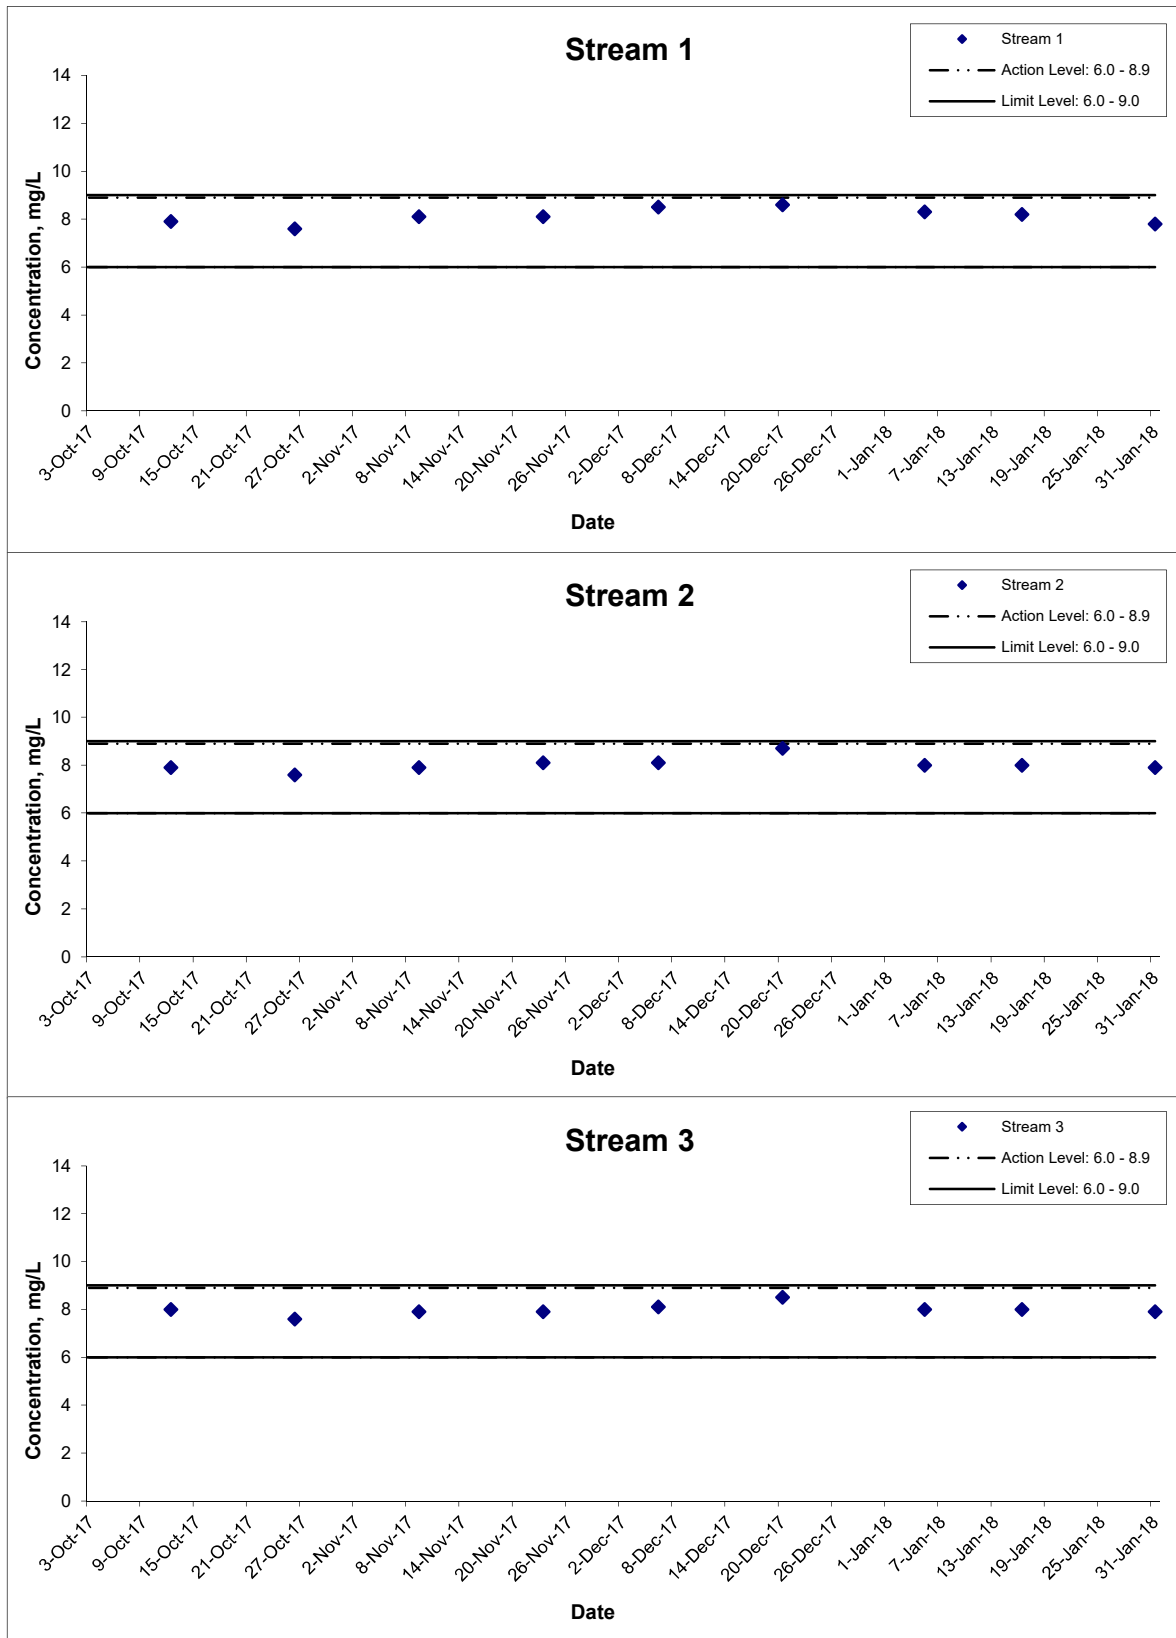 Stream 1
Stream 1
Action Level: 6.0 - 8.9
Limit Level: 6.0 - 9.0
14
12
10
8
6
4
2
0
Concentration, mg/L
3-Oct-17
9-Oct-17
15-Oct-17
21-Oct-17
27-Oct-17
2-Nov-17
8-Nov-17
14-Nov-17
20-Nov-17
26-Nov-17
2-Dec-17
8-Dec-17
14-Dec-17
20-Dec-17
26-Dec-17
1-Jan-18
7-Jan-18
13-Jan-18
19-Jan-18
25-Jan-18
31-Jan-18
Date
Stream 2
Stream 2
Action Level: 6.0 - 8.9
Limit Level: 6.0 - 9.0
14
12
10
8
6
4
2
0
Concentration, mg/L
3-Oct-17
9-Oct-17
15-Oct-17
21-Oct-17
27-Oct-17
2-Nov-17
8-Nov-17
14-Nov-17
20-Nov-17
26-Nov-17
2-Dec-17
8-Dec-17
14-Dec-17
20-Dec-17
26-Dec-17
1-Jan-18
7-Jan-18
13-Jan-18
19-Jan-18
25-Jan-18
31-Jan-18
Date
Stream 3
Stream 3
Action Level: 6.0 - 8.9
Limit Level: 6.0 - 9.0
14
12
10
8
6
4
2
0
Concentration, mg/L
3-Oct-17
9-Oct-17
15-Oct-17
21-Oct-17
27-Oct-17
2-Nov-17
8-Nov-17
14-Nov-17
20-Nov-17
26-Nov-17
2-Dec-17
8-Dec-17
14-Dec-17
20-Dec-17
26-Dec-17
1-Jan-18
7-Jan-18
13-Jan-18
19-Jan-18
25-Jan-18
31-Jan-18
Date